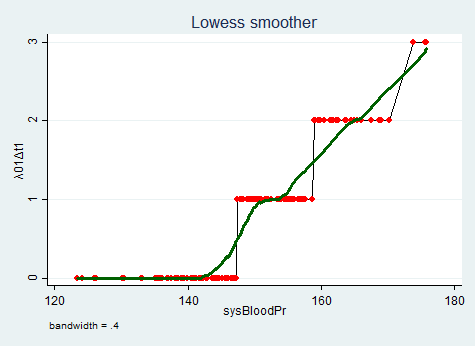 Lowess smoother
λ01Δt1
3
2
1
0
120
140
160
180
sysBloodPr
bandwidth = .4